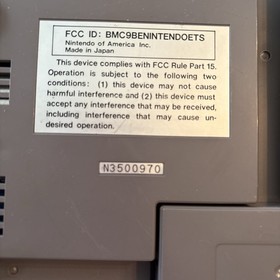 FCC ID: BMC9BENINTENDOETS
Nintendo of America Inc.
Made in Japan
This device complies with FCC Rule Part 15.
Operation is subject to the following two
conditions: (1) this device may not cause
harmful interference and (2) this device must
accept any interference that may be received,
including interference that may cause un-
desired operation.
N3500970